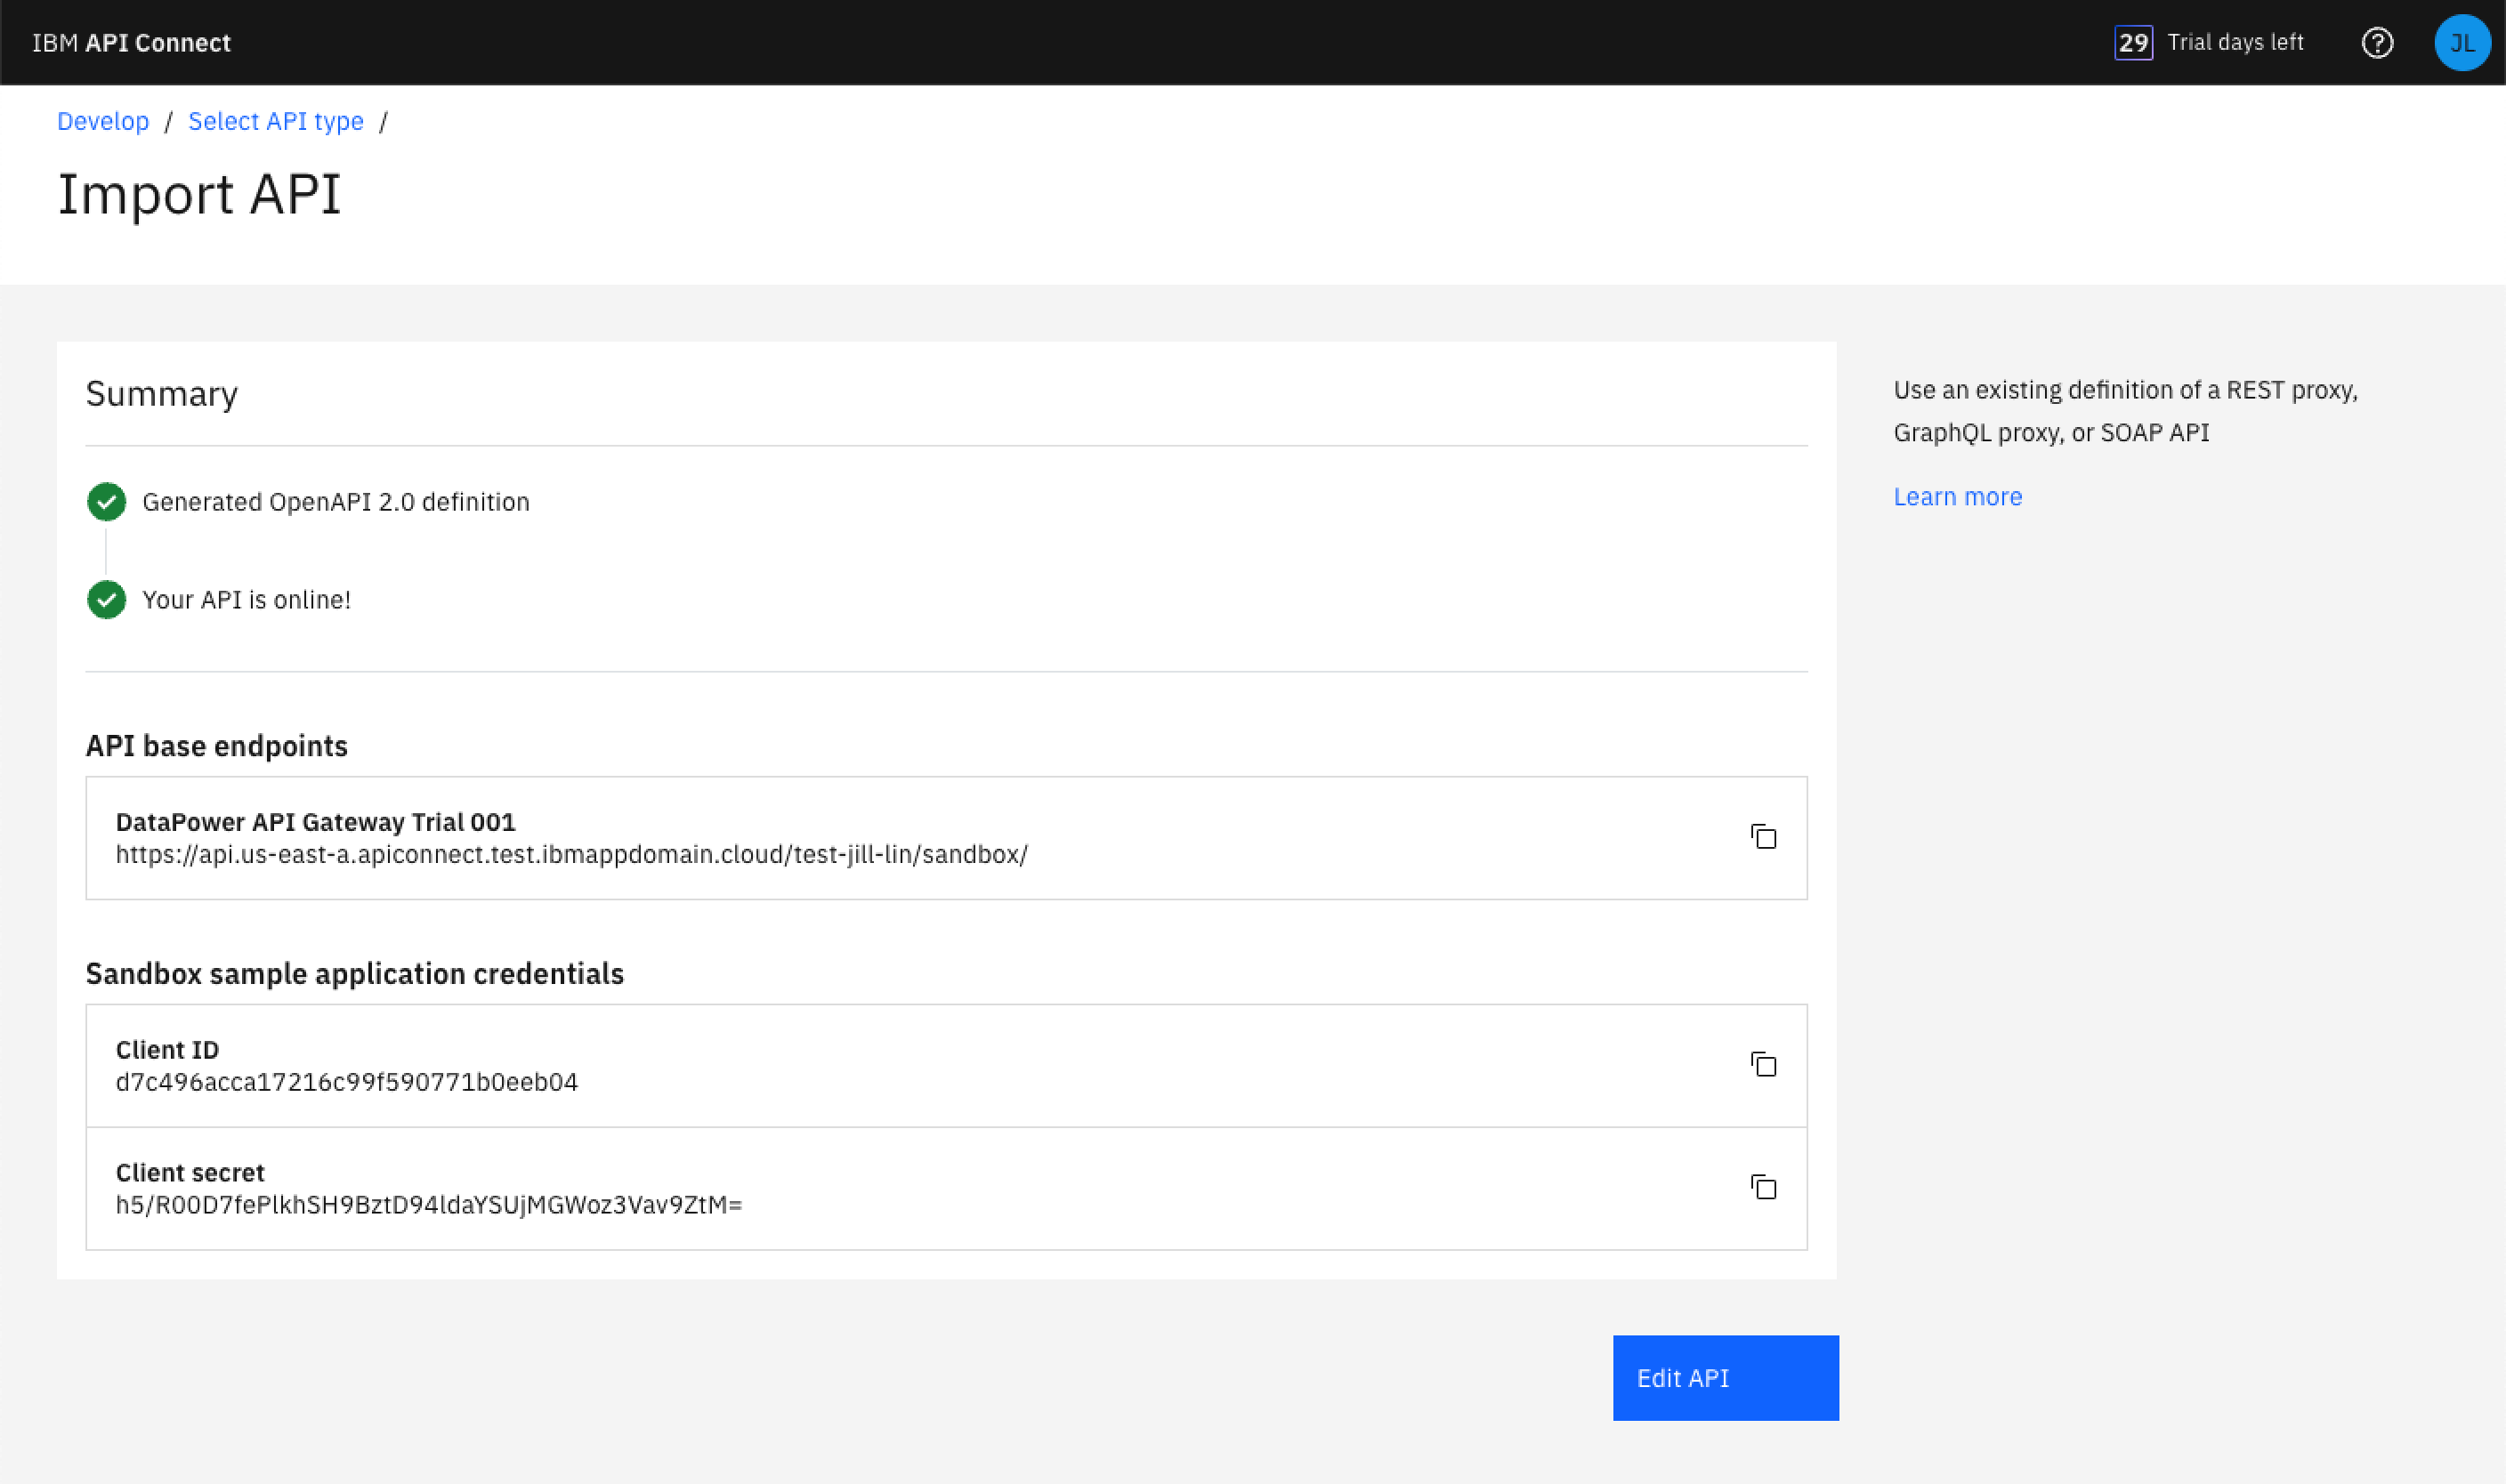 IBM API Connect
29 Trial days left
JL
Develop / Select API type /
Import API
Summary
Generated OpenAPI 2.0 definition
Your API is online!
API base endpoints
DataPower API Gateway Trial 001
https://api.us-east-a.apiconnect.test.ibmappdomain.cloud/test-jill-lin/sandbox/
Sandbox sample application credentials
Client ID
d7c496acca17216c99f590771b0eeb04
Client secret
h5/R00D7fePlkhSH9BztD94ldaYSUjMGWoz3Vav9ZtM=
Edit API
Use an existing definition of a REST proxy,
GraphQL proxy, or SOAP API
Learn more